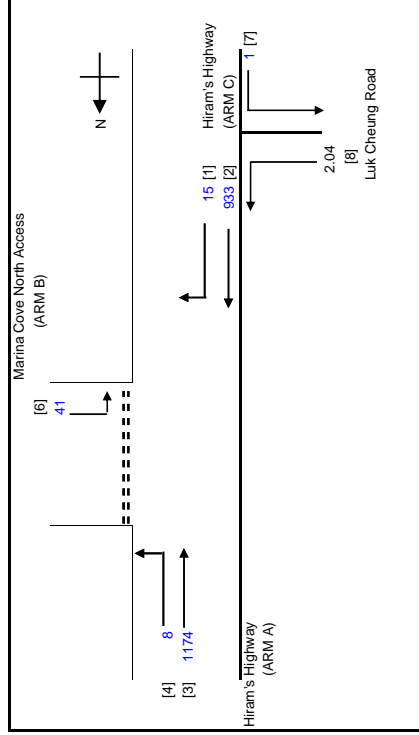 Marina Cove North Access
(ARM B)
N
[6]
41
Hiram's Highway
(ARM C)
15 [1]
933 [2]
1 [7]
2.04
[8]
Luk Cheung Road
[4] 8
[3] 1174
Hiram's Highway
(ARM A)